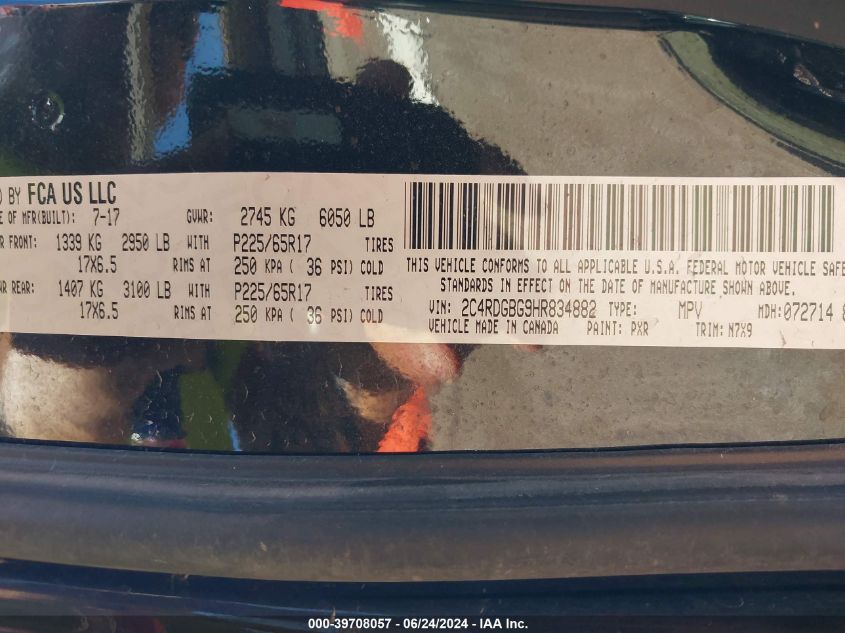 ) BY FCA US LLC
E OF MFR(BUILT): 7-17 GVWR: 2745 KG 6050 LB
R FRONT: 1339 KG 2950 LB WITH P225/65R17 TIRES
17X6.5 RIMS AT 250 KPA ( 36 PSI) COLD
WR REAR: 1407 KG 3100 LB WITH P225/65R17 TIRES
17X6.5 RIMS AT 250 KPA ( 36 PSI) COLD
THIS VEHICLE CONFORMS TO ALL APPLICABLE U.S.A. FEDERAL MOTOR VEHICLE SAFE
STANDARDS IN EFFECT ON THE DATE OF MANUFACTURE SHOWN ABOVE.
VIN: 2C4RDGBG9HR834882 TYPE: MPV MDH:072714 8
VEHICLE MADE IN CANADA PAINT: PXR TRIM: N7X9
000-39708057 - 06/24/2024 - IAA Inc.